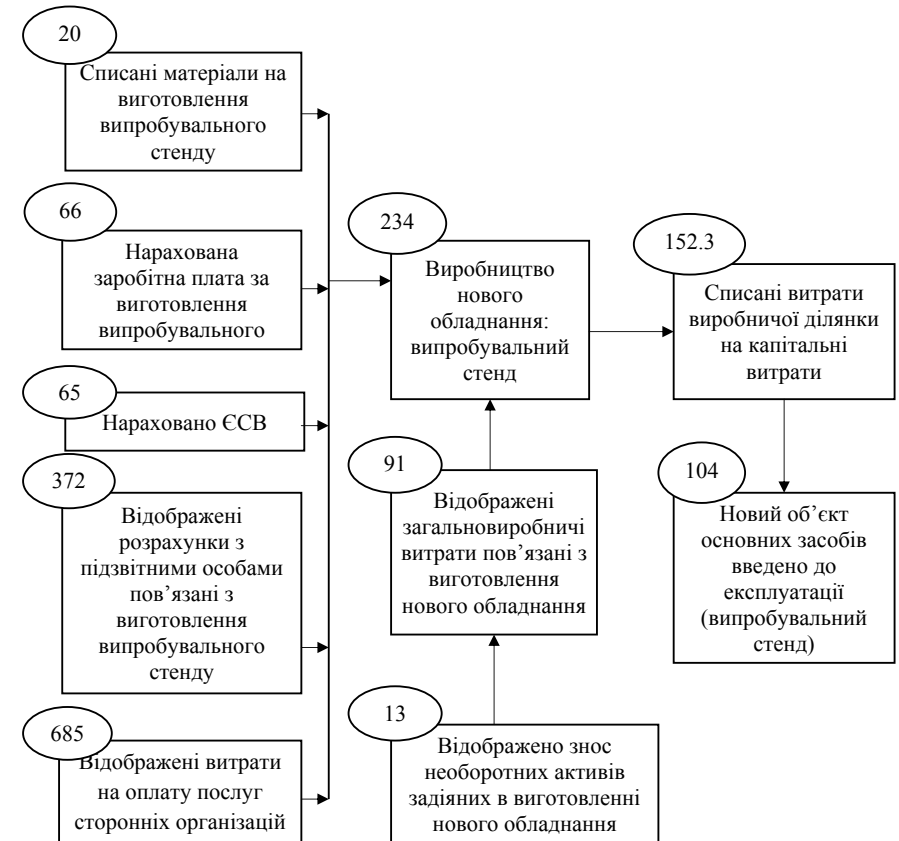 20
Списані матеріали на
виготовлення
випробувального
стенду
66
Нарахована
заробітна плата за
виготовлення
випробувального
65
Нараховано ЄСВ
372
Відображені
розрахунки з
підзвітними особами
пов’язані з
виготовлення
випробувального
стенду
685
Відображені витрати
на оплату послуг
сторонніх організацій
234
Виробництво
нового
обладнання:
випробувальний
стенд
91
Відображені
загальновиробничі
витрати пов’язані з
виготовлення
нового обладнання
13
Відображено знос
необоротних активів
задіяних в виготовленні
нового обладнання
152.3
Списані витрати
виробничої ділянки
на капітальні
витрати
104
Новий об’єкт
основних засобів
введено до
експлуатації
(випробувальний
стенд)